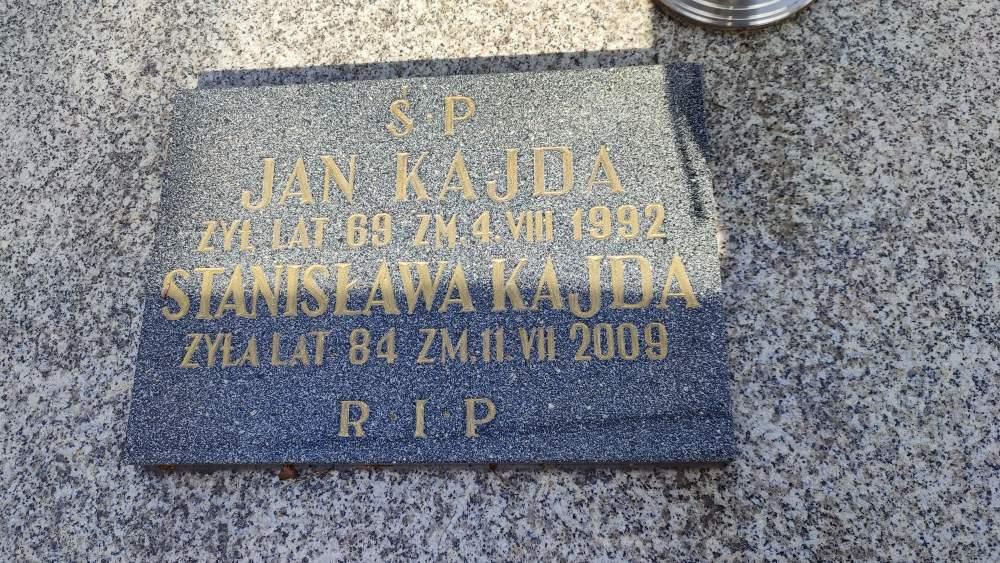 Ś·P
JAN KAJDA
ŻYŁ LAT 69 ZM. 4. VIII 1992
STANISŁAWA KAJDA
ŻYŁA LAT 84 ZM. 11. VII 2009
R·I·P